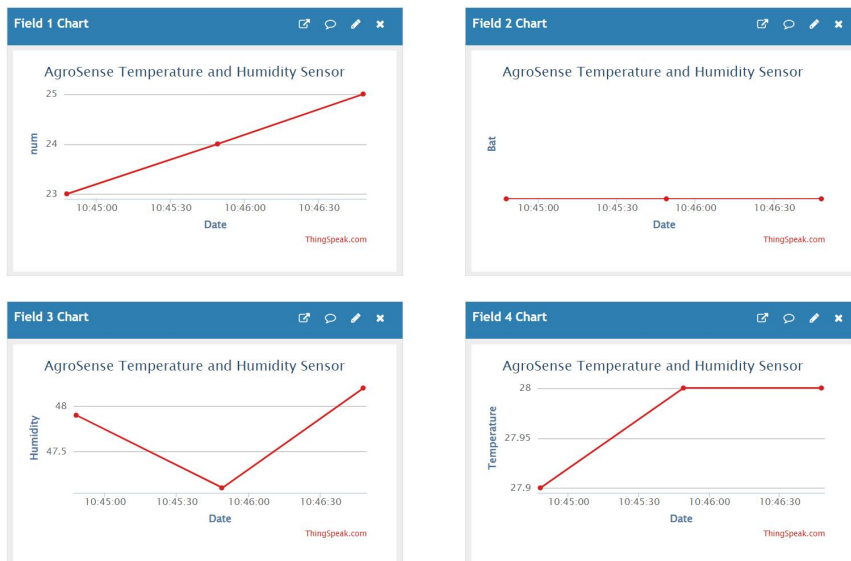 Field 1 Chart
AgroSense Temperature and Humidity Sensor
25
24
23
num
10:45:00 10:45:30 10:46:00 10:46:30
Date
ThingSpeak.com
Field 2 Chart
AgroSense Temperature and Humidity Sensor
Bat
10:45:00 10:45:30 10:46:00 10:46:30
Date
ThingSpeak.com
Field 3 Chart
AgroSense Temperature and Humidity Sensor
48
47.5
Humidity
10:45:00 10:45:30 10:46:00 10:46:30
Date
ThingSpeak.com
Field 4 Chart
AgroSense Temperature and Humidity Sensor
28
27.95
27.9
Temperature
10:45:00 10:45:30 10:46:00 10:46:30
Date
ThingSpeak.com